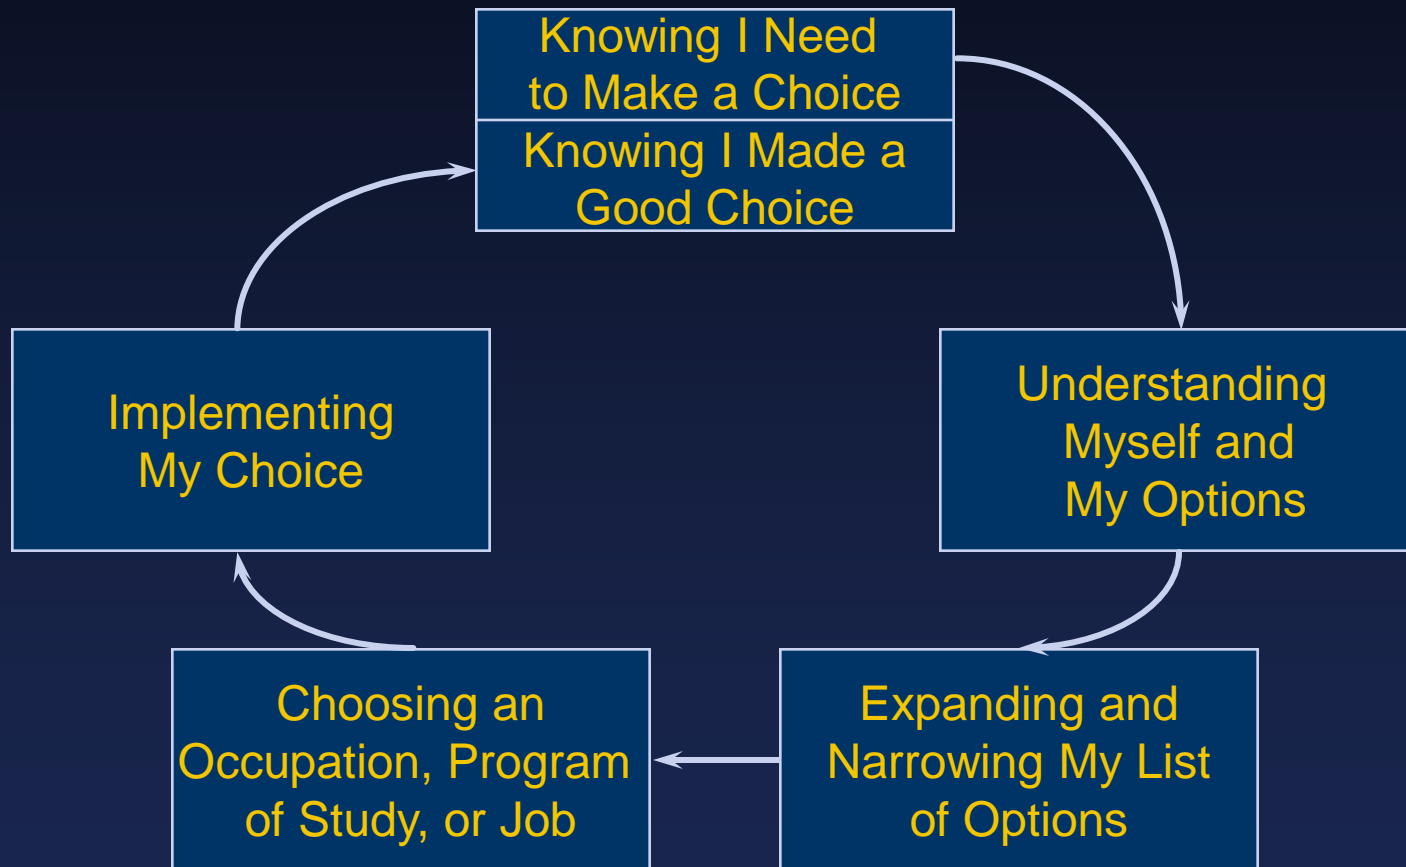 Knowing I Need
to Make a Choice
Knowing I Made a
Good Choice
Understanding
Myself and
My Options
Expanding and
Narrowing My List
of Options
Choosing an
Occupation, Program
of Study, or Job
Implementing
My Choice